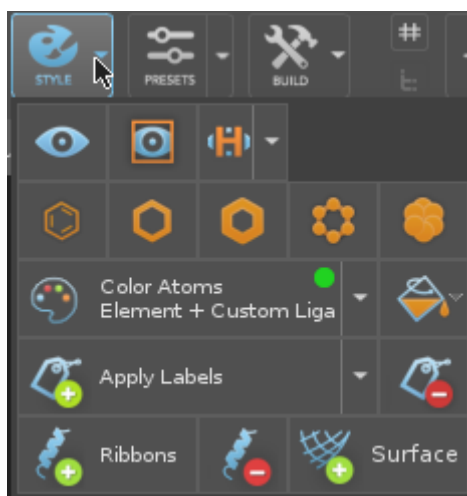 STYLE
PRESETS
BUILD
H
Color Atoms
Element + Custom Liga
Apply Labels
Ribbons
Surface